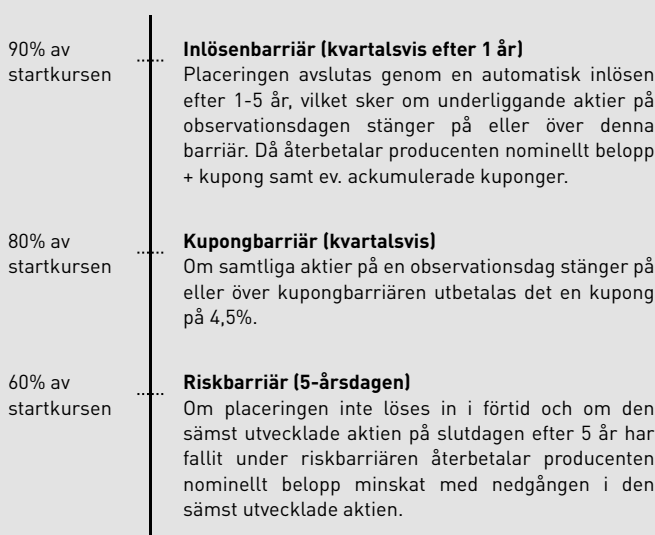 90% av
startkursen
Inlösenbarriär (kvartalsvis efter 1 år)
Placeringen avslutas genom en automatisk inlösen
efter 1-5 år, vilket sker om underliggande aktier på
observationsdagen stänger på eller över denna
barriär. Då återbetalar producenten nominellt belopp
+ kupong samt ev. ackumulerade kuponger.
80% av
startkursen
Kupongbarriär (kvartalsvis)
Om samtliga aktier på en observationsdag stänger på
eller över kupongbarriären utbetalas det en kupong
på 4,5%.
60% av
startkursen
Riskbarriär (5-årsdagen)
Om placeringen inte löses in i förtid och om den
sämst utvecklade aktien på slutdagen efter 5 år har
fallit under riskbarriären återbetalar producenten
nominellt belopp minskat med nedgången i den
sämst utvecklade aktien.